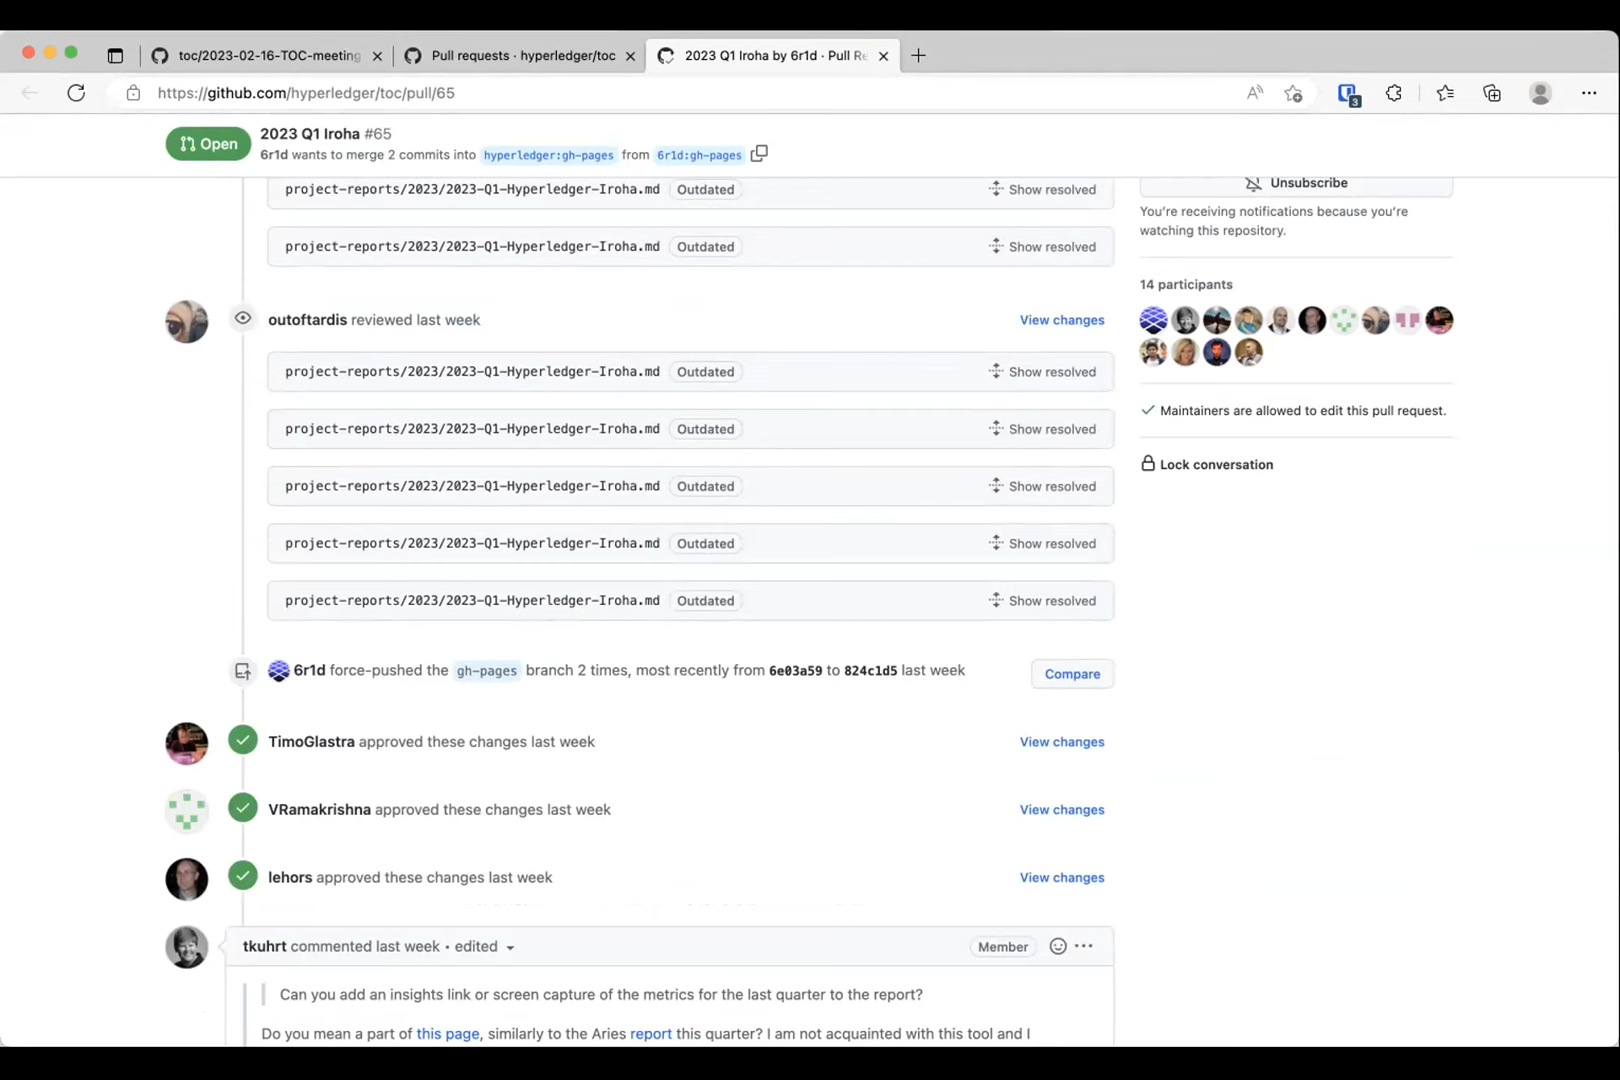 toc/2023-02-16-TOC-meeting
Pull requests · hyperledger/toc
2023 Q1 Iroha by 6r1d · Pull Re
https://github.com/hyperledger/toc/pull/65
3
Open
2023 Q1 Iroha #65
6r1d wants to merge 2 commits into hyperledger:gh-pages from 6r1d:gh-pages
project-reports/2023/2023-Q1-Hyperledger-Iroha.md Outdated Show resolved
project-reports/2023/2023-Q1-Hyperledger-Iroha.md Outdated Show resolved
outoftardis reviewed last week View changes
project-reports/2023/2023-Q1-Hyperledger-Iroha.md Outdated Show resolved
project-reports/2023/2023-Q1-Hyperledger-Iroha.md Outdated Show resolved
project-reports/2023/2023-Q1-Hyperledger-Iroha.md Outdated Show resolved
project-reports/2023/2023-Q1-Hyperledger-Iroha.md Outdated Show resolved
project-reports/2023/2023-Q1-Hyperledger-Iroha.md Outdated Show resolved
6r1d force-pushed the gh-pages branch 2 times, most recently from 6e03a59 to 824c1d5 last week Compare
TimoGlastra approved these changes last week View changes
VRamakrishna approved these changes last week View changes
lehors approved these changes last week View changes
tkuhrt commented last week • edited Member
Can you add an insights link or screen capture of the metrics for the last quarter to the report?
Do you mean a part of this page, similarly to the Aries report this quarter? I am not acquainted with this tool and I
Unsubscribe
You're receiving notifications because you're
watching this repository.
14 participants
Maintainers are allowed to edit this pull request.
Lock conversation